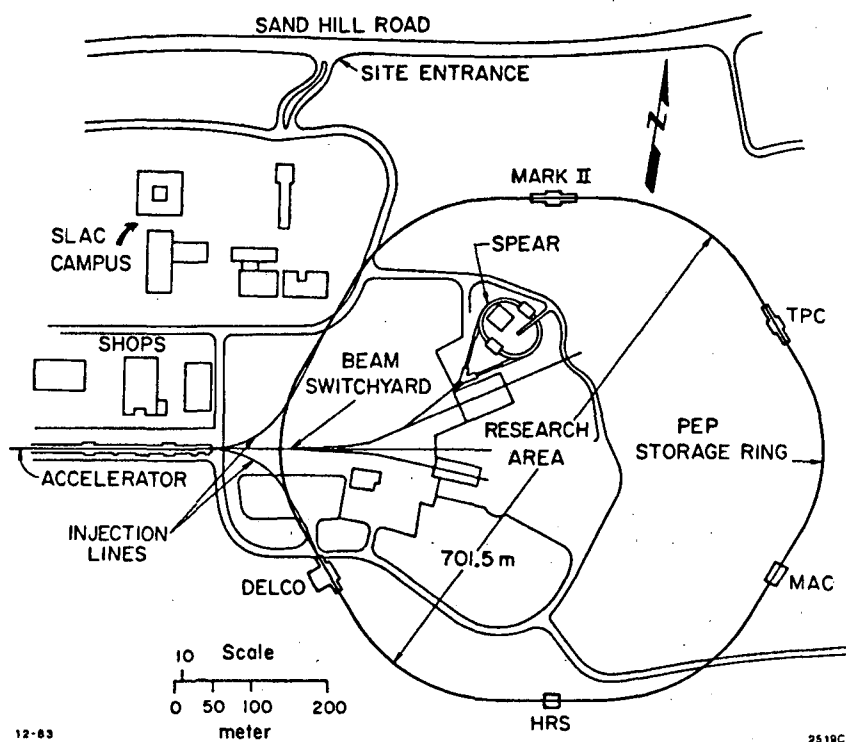 SAND HILL ROAD
SITE ENTRANCE
N
MARK II
SLAC
CAMPUS
SPEAR
TPC
SHOPS
BEAM
SWITCHYARD
RESEARCH
AREA
PEP
STORAGE RING
ACCELERATOR
INJECTION
LINES
701.5 m
DELCO
MAC
10 Scale
0 50 100 200
meter
HRS
12-83
2519C